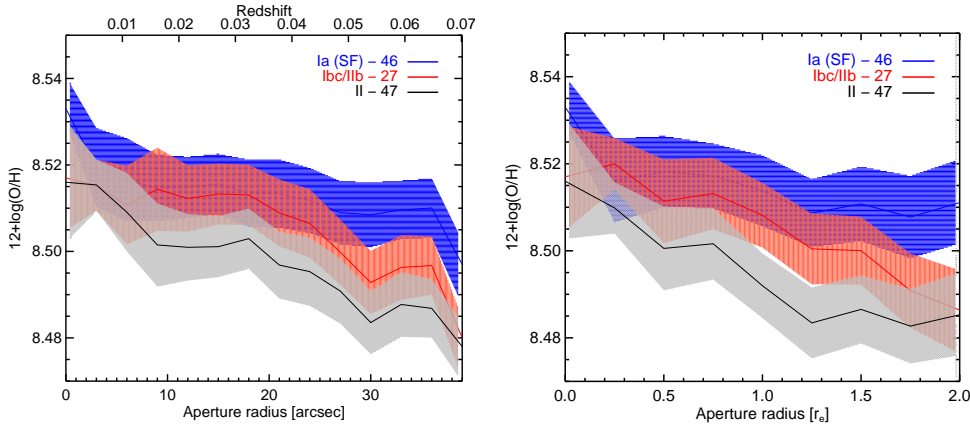 Redshift
0.01 0.02 0.03 0.04 0.05 0.06 0.07
Ia (SF) − 46
Ibc/IIb − 27
II − 47
8.54
8.52
8.50
8.48
12+log(O/H)
0 10 20 30
Aperture radius [arcsec]
Ia (SF) − 46
Ibc/IIb − 27
II − 47
8.54
8.52
8.50
8.48
12+log(O/H)
0.0 0.5 1.0 1.5 2.0
Aperture radius [re]